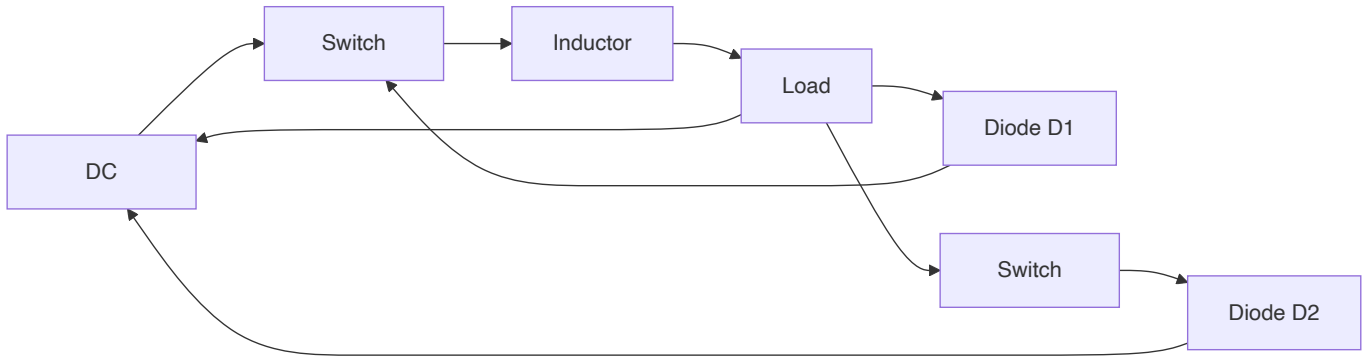 Switch
Inductor
Load
Diode D1
DC
Switch
Diode D2